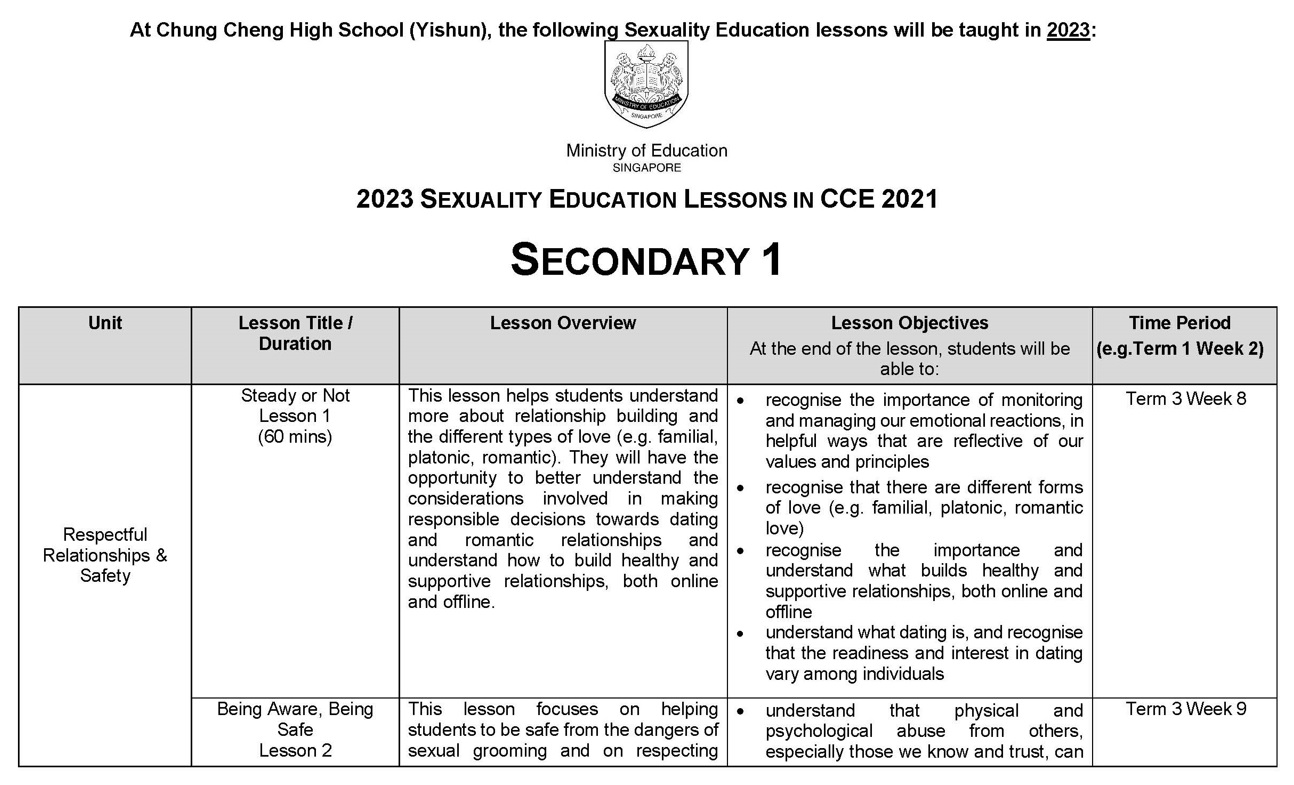 At Chung Cheng High School (Yishun), the following Sexuality Education lessons will be taught in 2023:
MINISTRY OF EDUCATION
SINGAPORE
Ministry of Education
SINGAPORE
2023 SEXUALITY EDUCATION LESSONS IN CCE 2021
SECONDARY 1
Unit
Lesson Title /
Duration
Lesson Overview
Lesson Objectives
At the end of the lesson, students will be
able to:
Time Period
(e.g.Term 1 Week 2)
Respectful
Relationships &
Safety
Steady or Not
Lesson 1
(60 mins)
This lesson helps students understand
more about relationship building and
the different types of love (e.g. familial,
platonic, romantic). They will have the
opportunity to better understand the
considerations involved in making
responsible decisions towards dating
and romantic relationships and
understand how to build healthy and
supportive relationships, both online
and offline.
• recognise the importance of monitoring
and managing our emotional reactions, in
helpful ways that are reflective of our
values and principles
• recognise that there are different forms
of love (e.g. familial, platonic, romantic
love)
• recognise the importance and
understand what builds healthy and
supportive relationships, both online and
offline
• understand what dating is, and recognise
that the readiness and interest in dating
vary among individuals
Term 3 Week 8
Being Aware, Being
Safe
Lesson 2
This lesson focuses on helping
students to be safe from the dangers of
sexual grooming and on respecting
• understand that physical and
psychological abuse from others,
especially those we know and trust, can
Term 3 Week 9